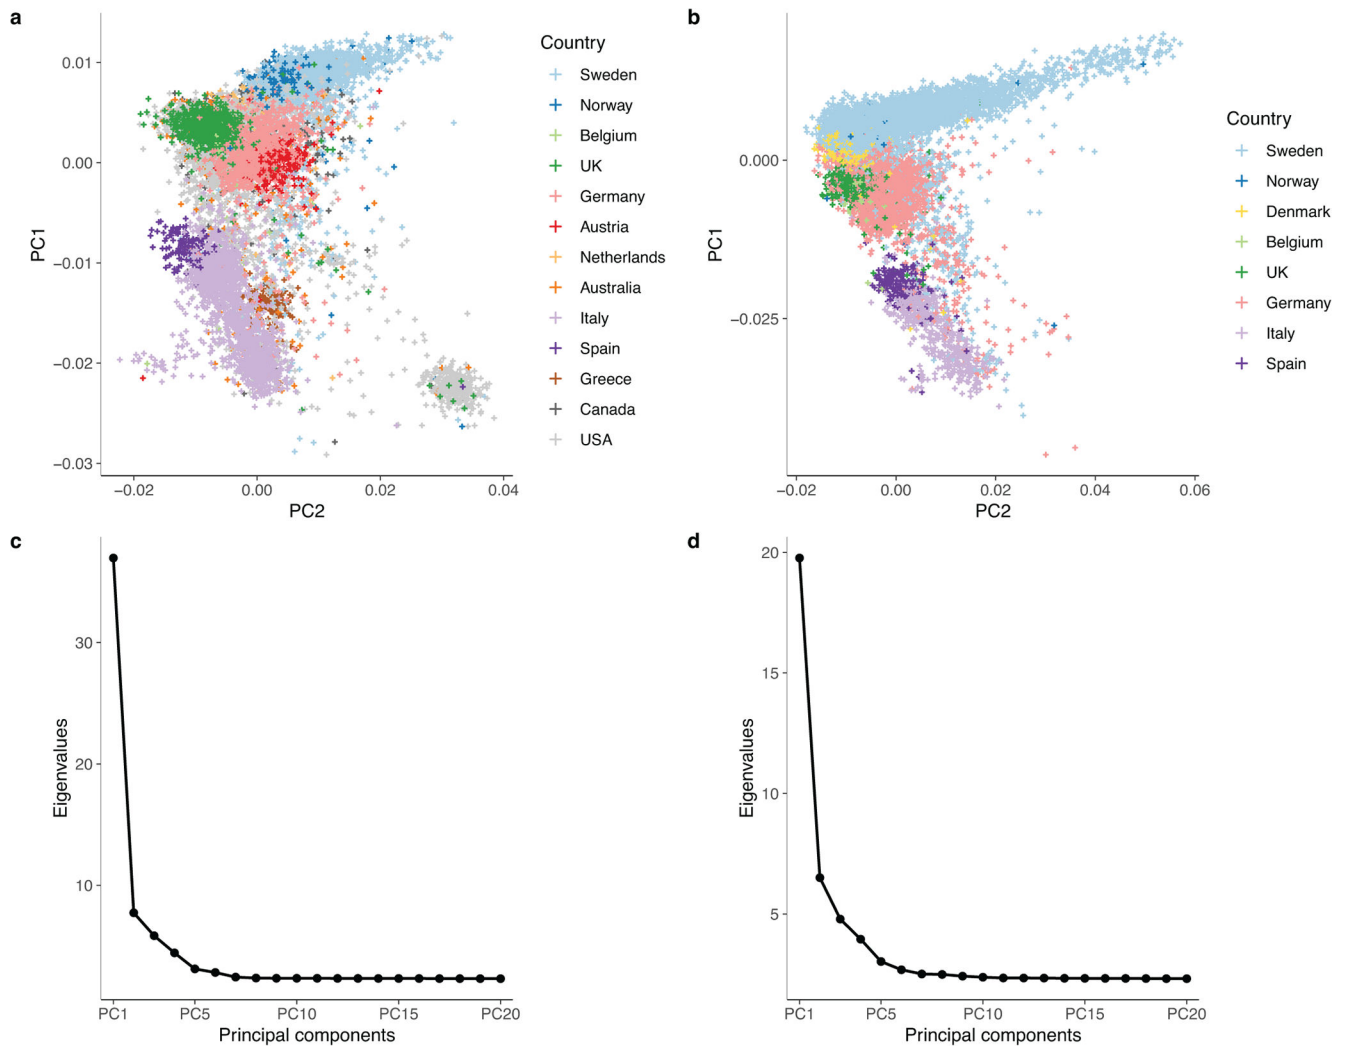 a
Country
Sweden
Norway
Belgium
UK
Germany
Austria
Netherlands
Australia
Italy
Spain
Greece
Canada
USA
0.01
0.00
−0.01
−0.02
−0.03
PC1
−0.02
0.00
0.02
0.04
PC2
b
Country
Sweden
Norway
Denmark
Belgium
UK
Germany
Italy
Spain
0.000
−0.025
PC1
−0.02
0.00
0.02
0.04
0.06
PC2
c
30
20
10
Eigenvalues
PC1
PC5
PC10
PC15
PC20
Principal components
d
20
15
10
5
Eigenvalues
PC1
PC5
PC10
PC15
PC20
Principal components